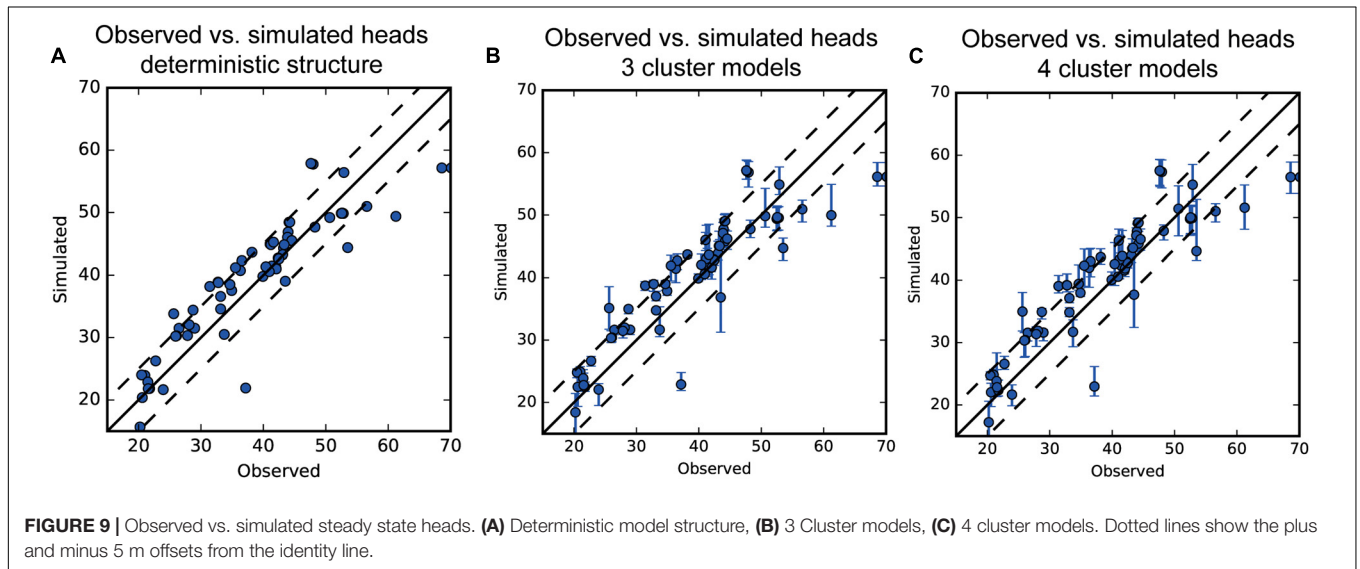 A
Observed vs. simulated heads
deterministic structure
70
60
50
40
30
20
Simulated
20 30 40 50 60 70
Observed
B
Observed vs. simulated heads
3 cluster models
70
60
50
40
30
20
Simulated
20 30 40 50 60 70
Observed
C
Observed vs. simulated heads
4 cluster models
70
60
50
40
30
20
Simulated
20 30 40 50 60 70
Observed
FIGURE 9 | Observed vs. simulated steady state heads. (A) Deterministic model structure, (B) 3 Cluster models, (C) 4 cluster models. Dotted lines show the plus
and minus 5 m offsets from the identity line.